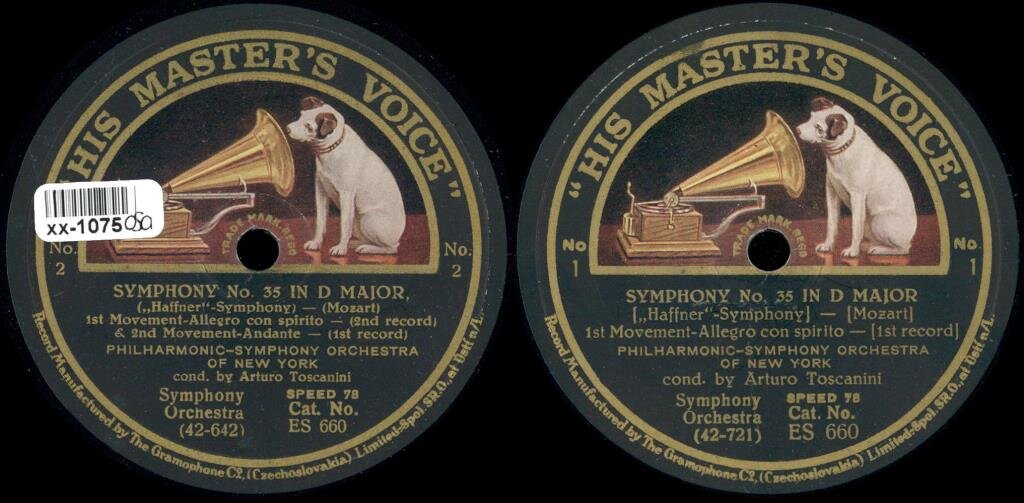 "HIS MASTER'S VOICE"
xx-1075
TRADE MARK REGD
No. 2
No. 2
SYMPHONY No. 35 IN D MAJOR,
(„Haffner"-Symphony) — (Mozart)
1st Movement-Allegro con spirito — (2nd record)
& 2nd Movement-Andante — (1st record)
PHILHARMONIC-SYMPHONY ORCHESTRA
OF NEW YORK
cond. by Arturo Toscanini
Symphony
Orchestra
(42-642)
SPEED 78
Cat. No.
ES 660
Record Manufactured by The Gramophone Co., (Czechoslovakia) Limited-Spol. SR.O., at Ústí n/L.
"HIS MASTER'S VOICE"
TRADE MARK REGD
No 1
No. 1
SYMPHONY No. 35 IN D MAJOR
[„Haffner"-Symphony] — [Mozart]
1st Movement-Allegro con spirito — [1st record]
PHILHARMONIC-SYMPHONY ORCHESTRA
OF NEW YORK
cond. by Arturo Toscanini
Symphony
Orchestra
(42-721)
SPEED 78
Cat. No.
ES 660
Record Manufactured by The Gramophone Co., (Czechoslovakia) Limited-Spol. SR.O., at Ústí n/L.